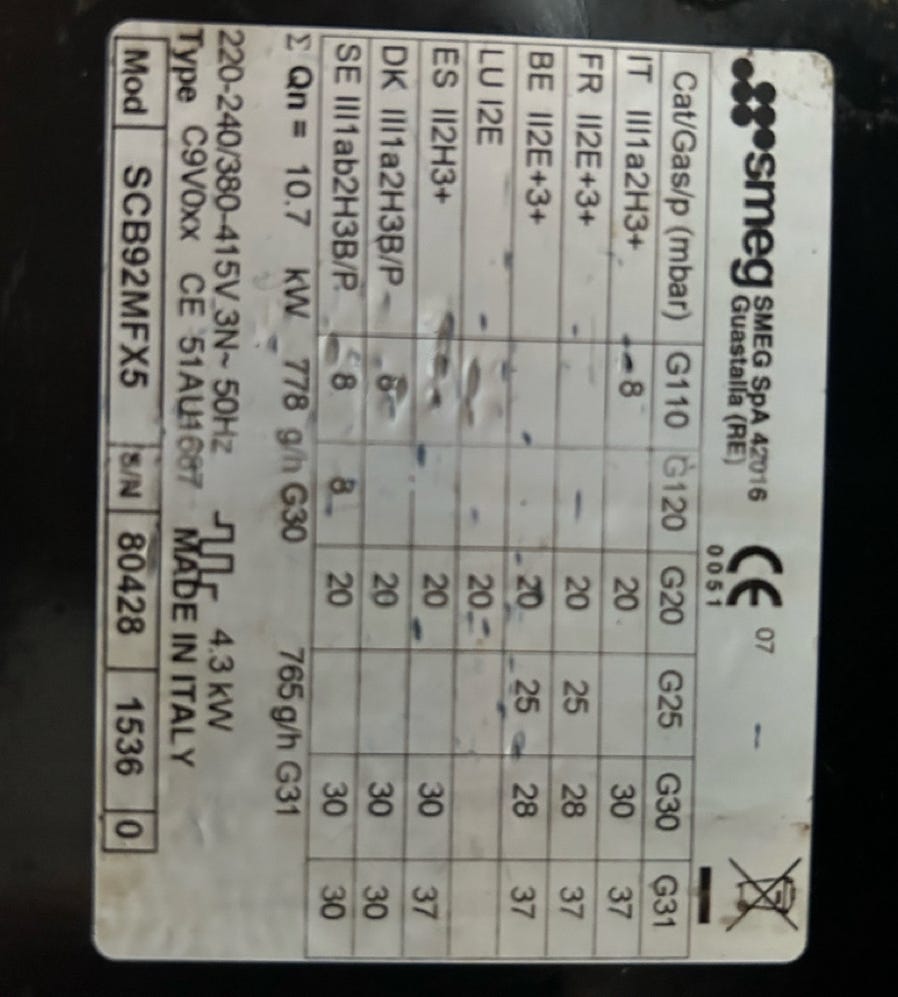 smeg SMEG SpA 42016 CE 07
Guastalla (RE) 0051
Cat/Gas/p (mbar) G110 G120 G20 G25 G30 G31
IT III1a2H3+ 8 20 30 37
FR II2E+3+ 20 25 28 37
BE II2E+3+ 20 25 28 37
LU I2E 20
ES II2H3+ 20 30 37
DK III1a2H3B/P 8 20 30 30
SE III1ab2H3B/P 8 8 20 30 30
Σ Qn = 10.7 kW 778 g/h G30 765 g/h G31
220-240/380-415V 3N~ 50Hz 4.3 kW
Type C9V0xx CE 51AU1687 MADE IN ITALY
Mod SCB92MFX5 S/N 80428 1536 0